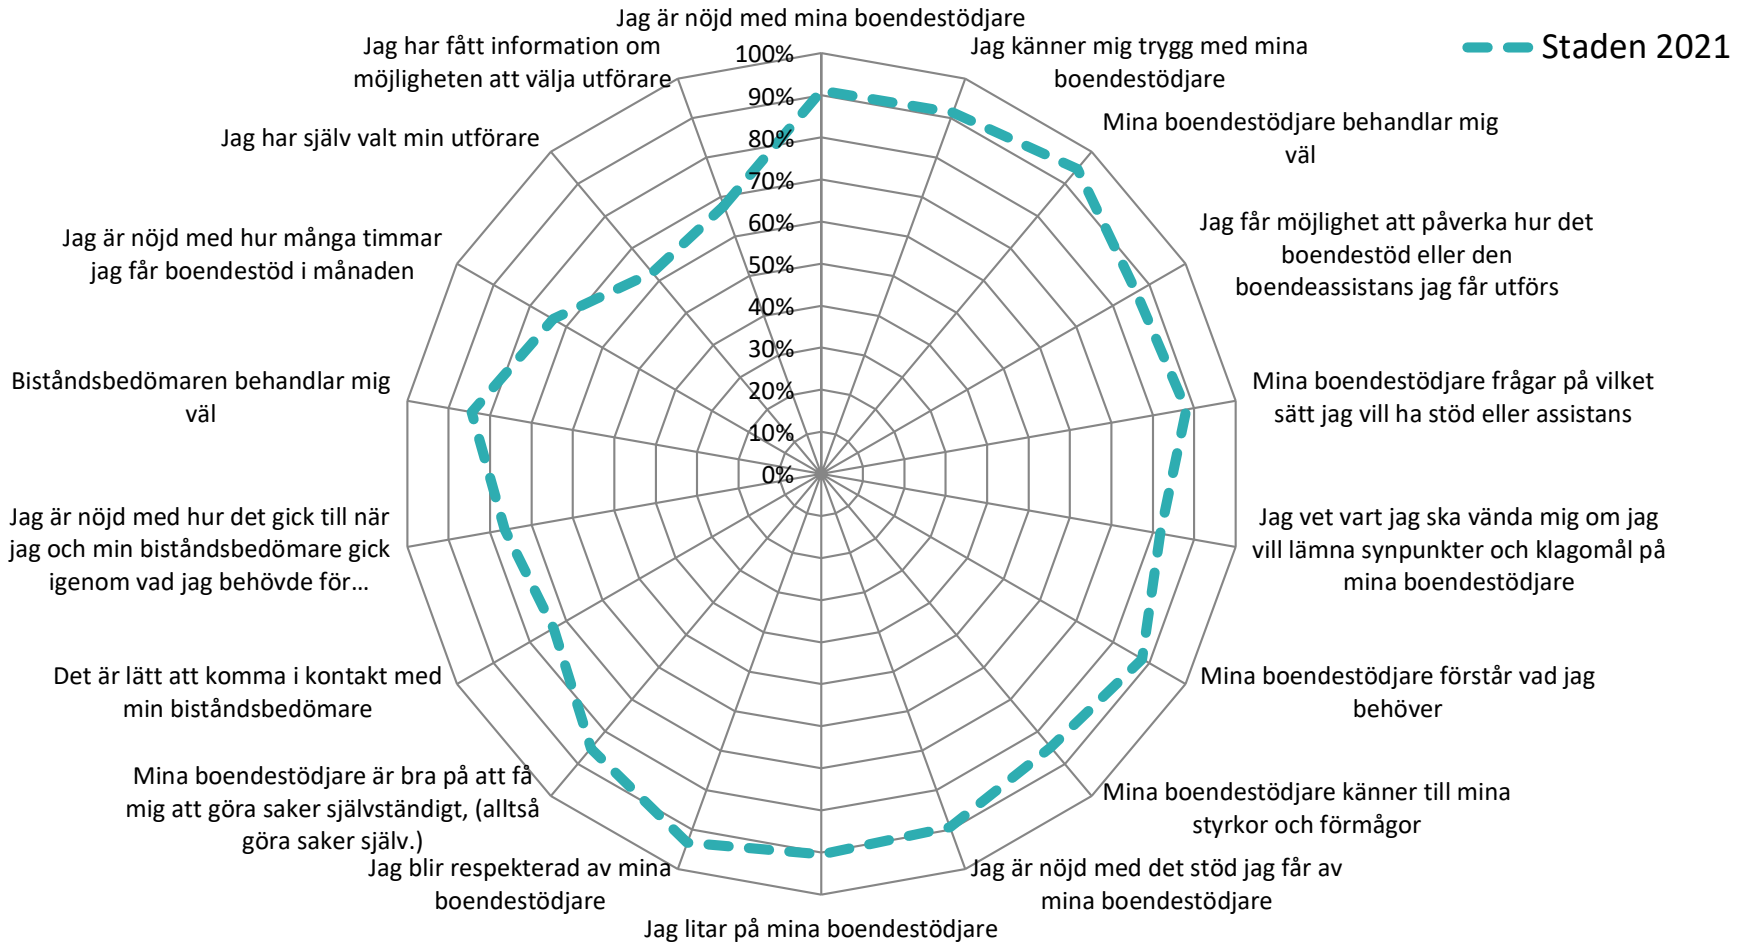 Jag är nöjd med mina boendestödjare
Jag känner mig trygg med mina
boendestödjare
Mina boendestödjare behandlar mig
väl
Jag får möjlighet att påverka hur det
boendestöd eller den
boendeassistans jag får utförs
Mina boendestödjare frågar på vilket
sätt jag vill ha stöd eller assistans
Jag vet vart jag ska vända mig om jag
vill lämna synpunkter och klagomål på
mina boendestödjare
Mina boendestödjare förstår vad jag
behöver
Mina boendestödjare känner till mina
styrkor och förmågor
Jag är nöjd med det stöd jag får av
mina boendestödjare
Jag litar på mina boendestödjare
Jag blir respekterad av mina
boendestödjare
Mina boendestödjare är bra på att få
mig att göra saker självständigt, (alltså
göra saker själv.)
Det är lätt att komma i kontakt med
min biståndsbedömare
Jag är nöjd med hur det gick till när
jag och min biståndsbedömare gick
igenom vad jag behövde för…
Biståndsbedömaren behandlar mig
väl
Jag är nöjd med hur många timmar
jag får boendestöd i månaden
Jag har själv valt min utförare
Jag har fått information om
möjligheten att välja utförare
100%
90%
80%
70%
60%
50%
40%
30%
20%
10%
0%
Staden 2021